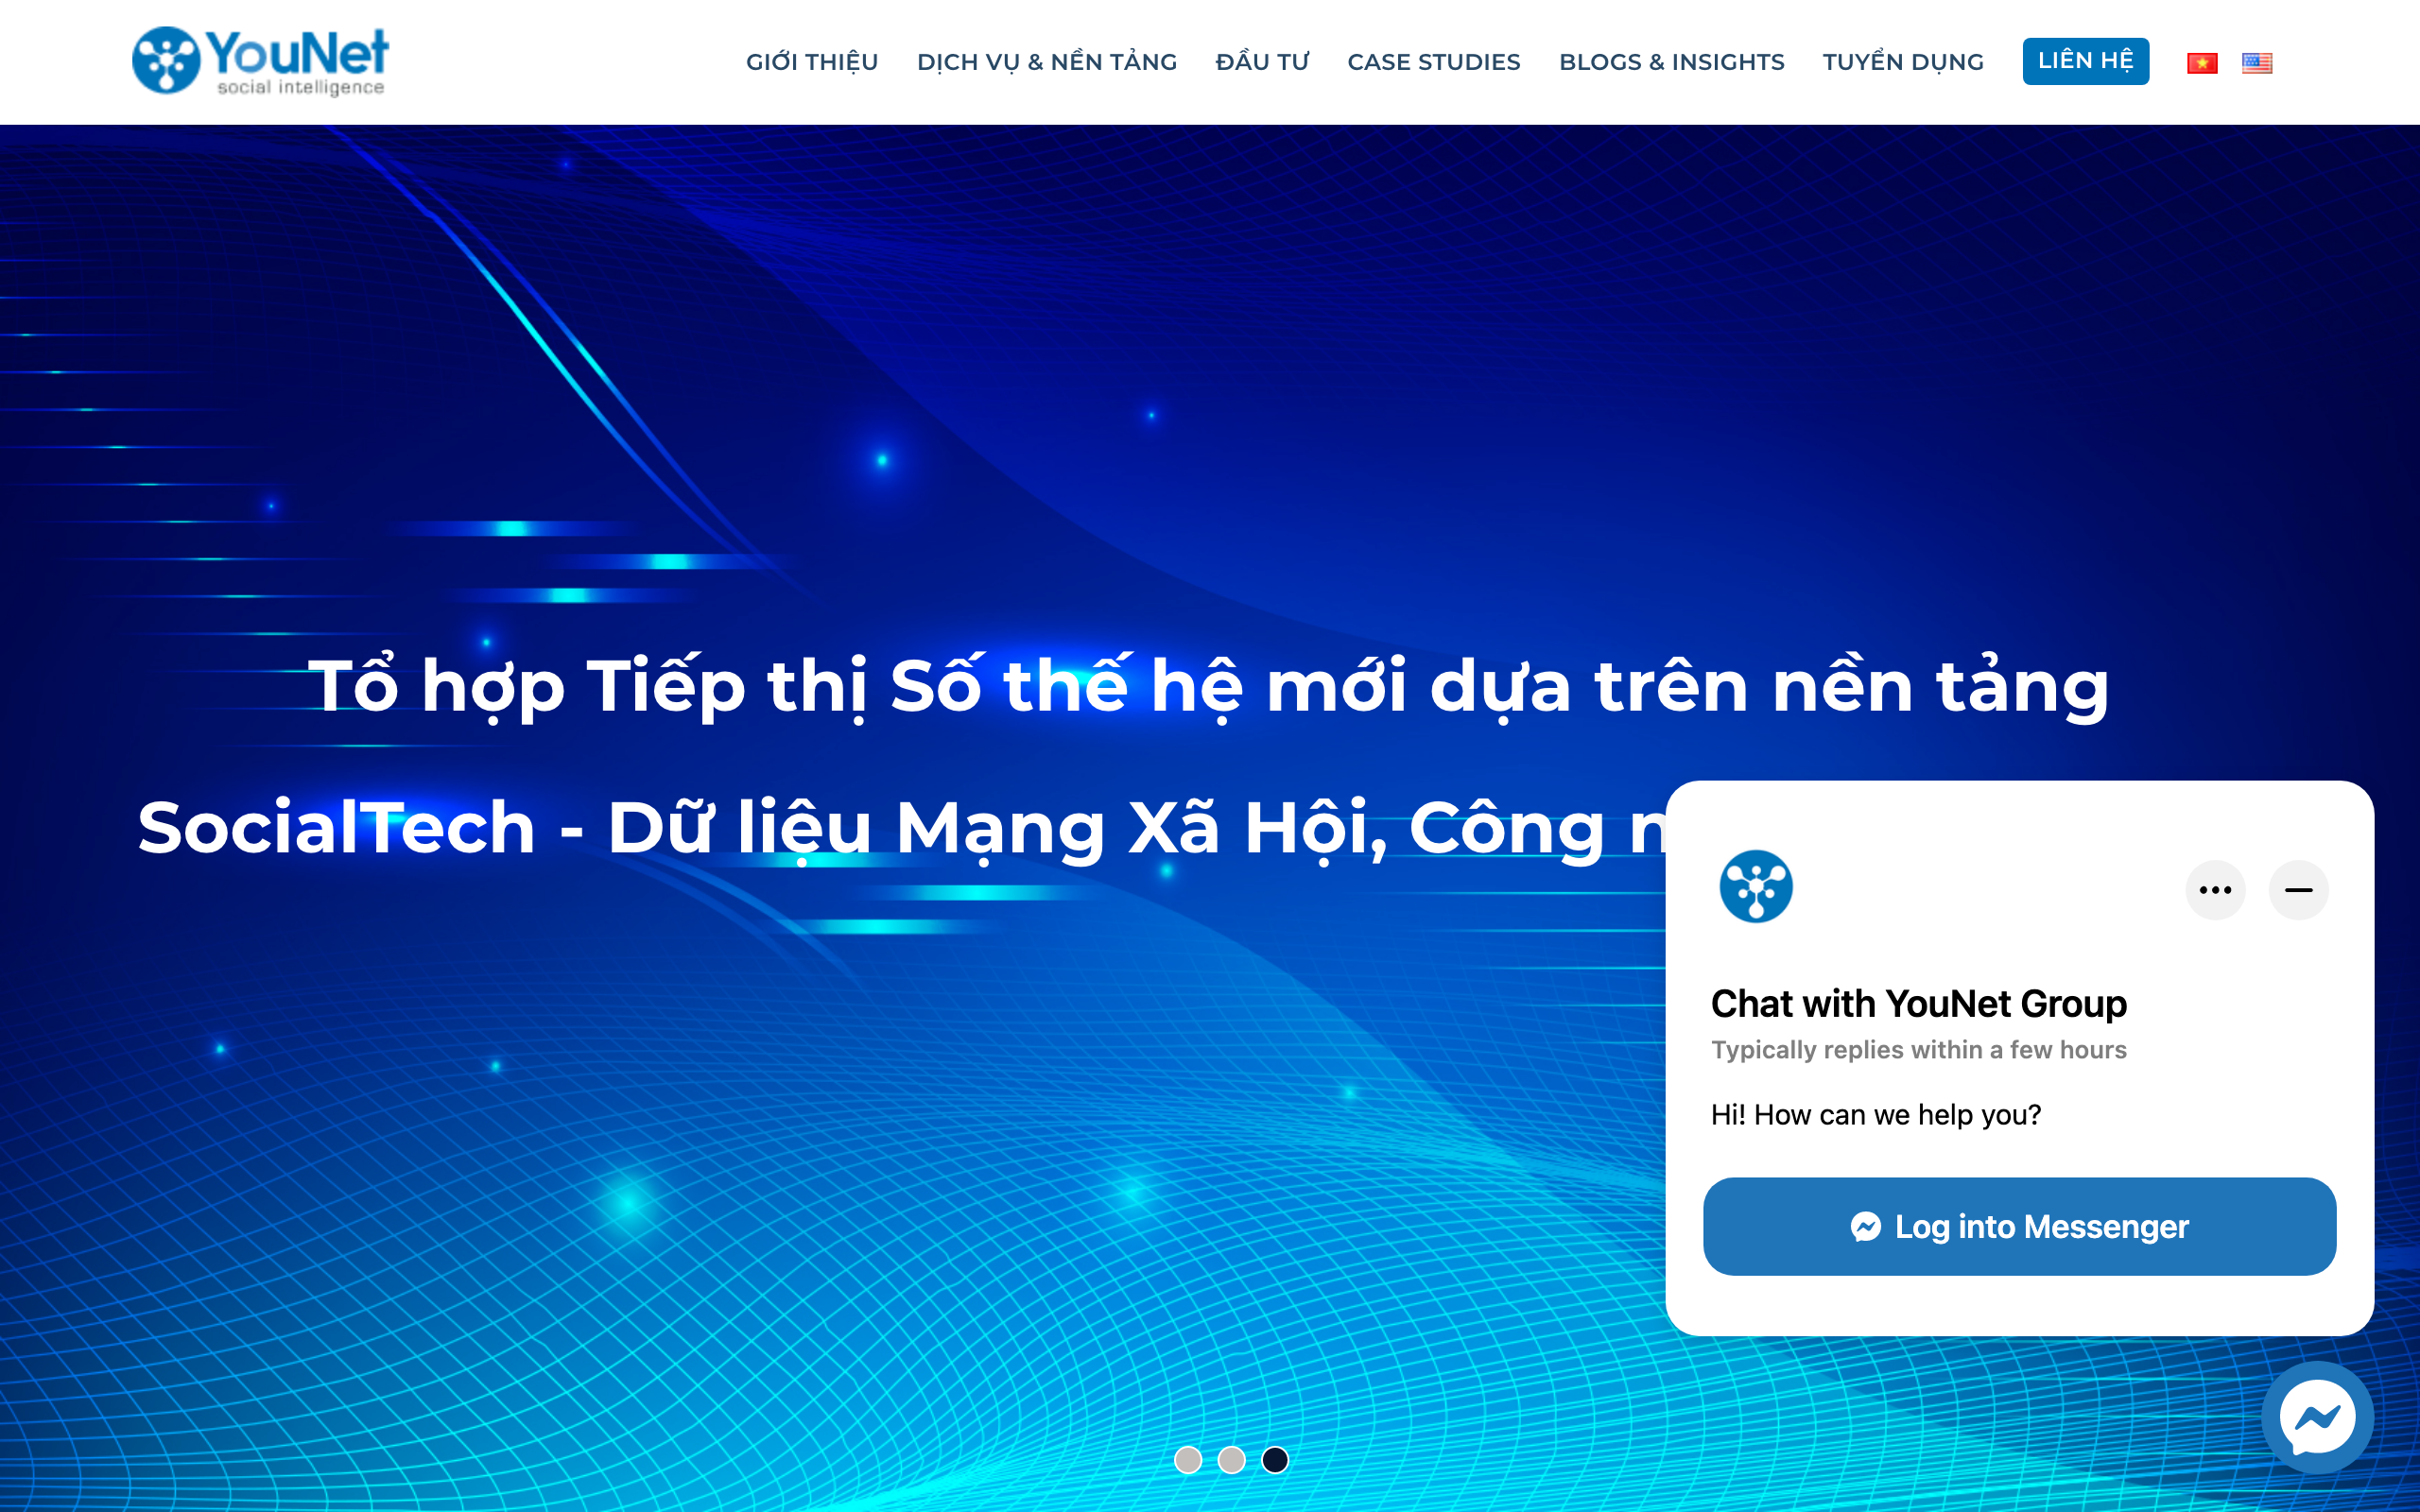 YouNet
social intelligence
GIỚI THIỆU
DỊCH VỤ & NỀN TẢNG
ĐẦU TƯ
CASE STUDIES
BLOGS & INSIGHTS
TUYỂN DỤNG
LIÊN HỆ
Tổ hợp Tiếp thị Số thế hệ mới dựa trên nền tảng
SocialTech - Dữ liệu Mạng Xã Hội, Công
Chat with YouNet Group
Typically replies within a few hours
Hi! How can we help you?
Log into Messenger